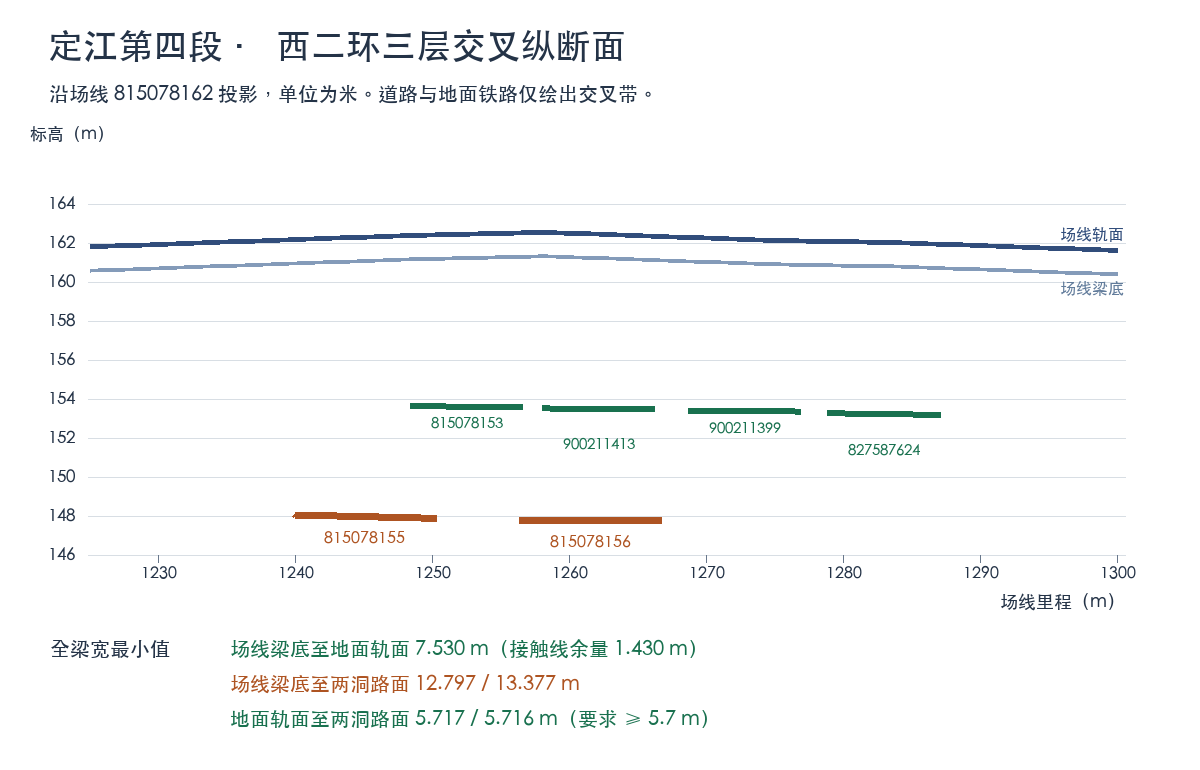 定江第四段 · 西二环三层交叉纵断面
沿场线 815078162 投影，单位为米。道路与地面铁路仅绘出交叉带。
标高（m）
164
162
160
158
156
154
152
150
148
146
场线轨面
场线梁底
815078153
900211413
900211399
827587624
815078155
815078156
1230
1240
1250
1260
1270
1280
1290
1300
场线里程（m）
全梁宽最小值
场线梁底至地面轨面 7.530 m（接触线余量 1.430 m）
场线梁底至两洞路面 12.797 / 13.377 m
地面轨面至两洞路面 5.717 / 5.716 m（要求 ≥ 5.7 m）